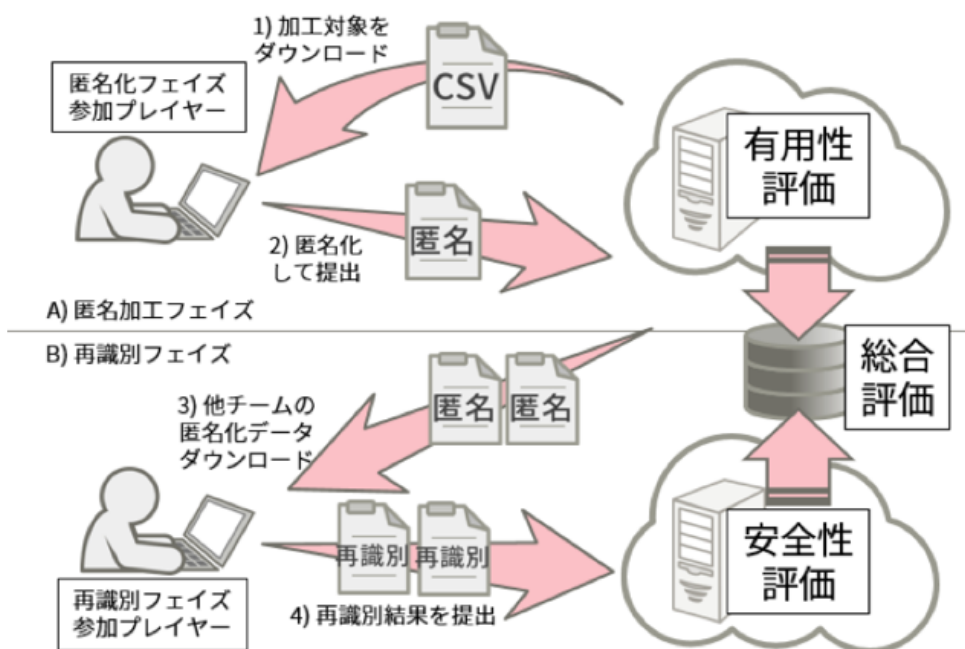 1) 加工対象を
ダウンロード
CSV
匿名化フェイズ
参加プレイヤー
有用性
評価
匿名
2) 匿名化
して提出
A) 匿名加工フェイズ
B) 再識別フェイズ
総合
評価
匿名 匿名
3) 他チームの
匿名化データ
ダウンロード
安全性
評価
再識別 再識別
再識別フェイズ
参加プレイヤー
4) 再識別結果を提出